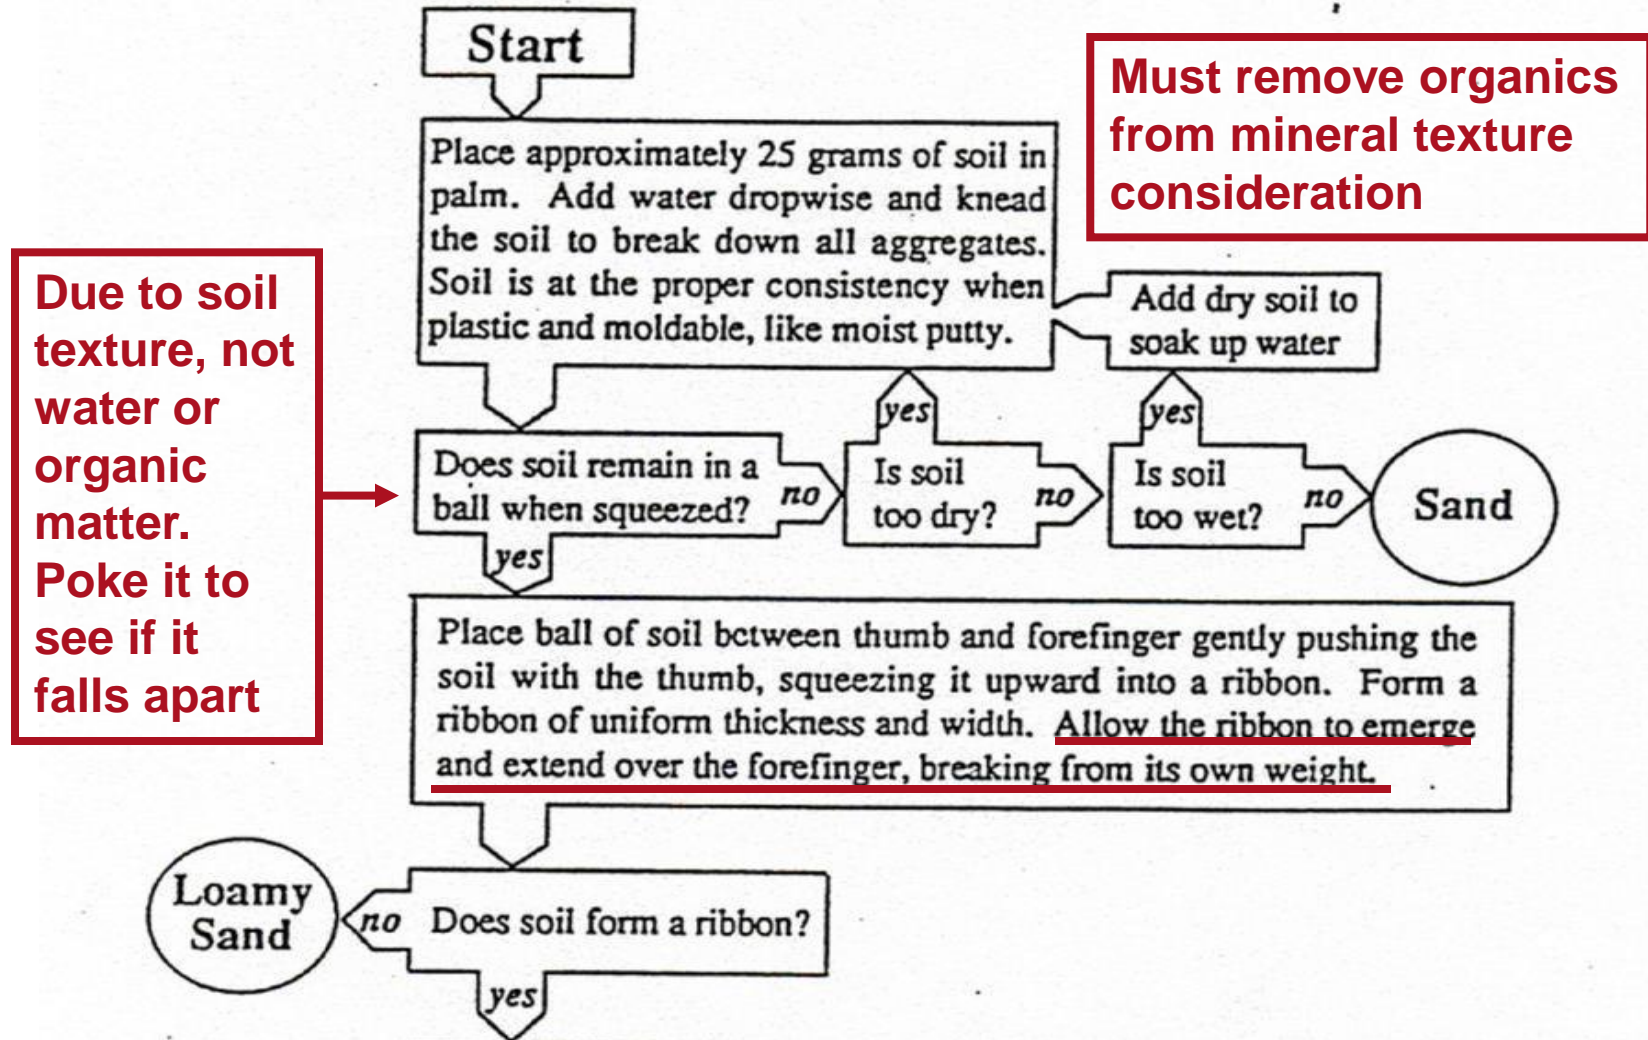 Start
Must remove organics
from mineral texture
consideration
Place approximately 25 grams of soil in
palm. Add water dropwise and knead
the soil to break down all aggregates.
Soil is at the proper consistency when
plastic and moldable, like moist putty.
Add dry soil to
soak up water
Due to soil
texture, not
water or
organic
matter.
Poke it to
see if it
falls apart
yes
yes
Does soil remain in a
ball when squeezed?
no
Is soil
too dry?
no
Is soil
too wet?
no
Sand
yes
Place ball of soil between thumb and forefinger gently pushing the
soil with the thumb, squeezing it upward into a ribbon. Form a
ribbon of uniform thickness and width. Allow the ribbon to emerge
and extend over the forefinger, breaking from its own weight.
Loamy
Sand
no
Does soil form a ribbon?
yes